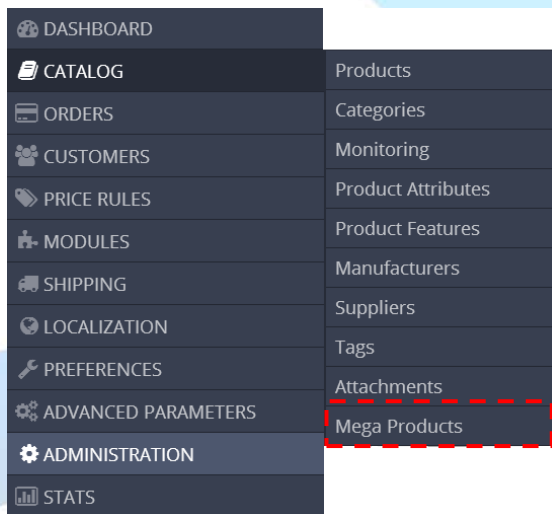 DASHBOARD
CATALOG
ORDERS
CUSTOMERS
PRICE RULES
MODULES
SHIPPING
LOCALIZATION
PREFERENCES
ADVANCED PARAMETERS
ADMINISTRATION
STATS
Products
Categories
Monitoring
Product Attributes
Product Features
Manufacturers
Suppliers
Tags
Attachments
Mega Products